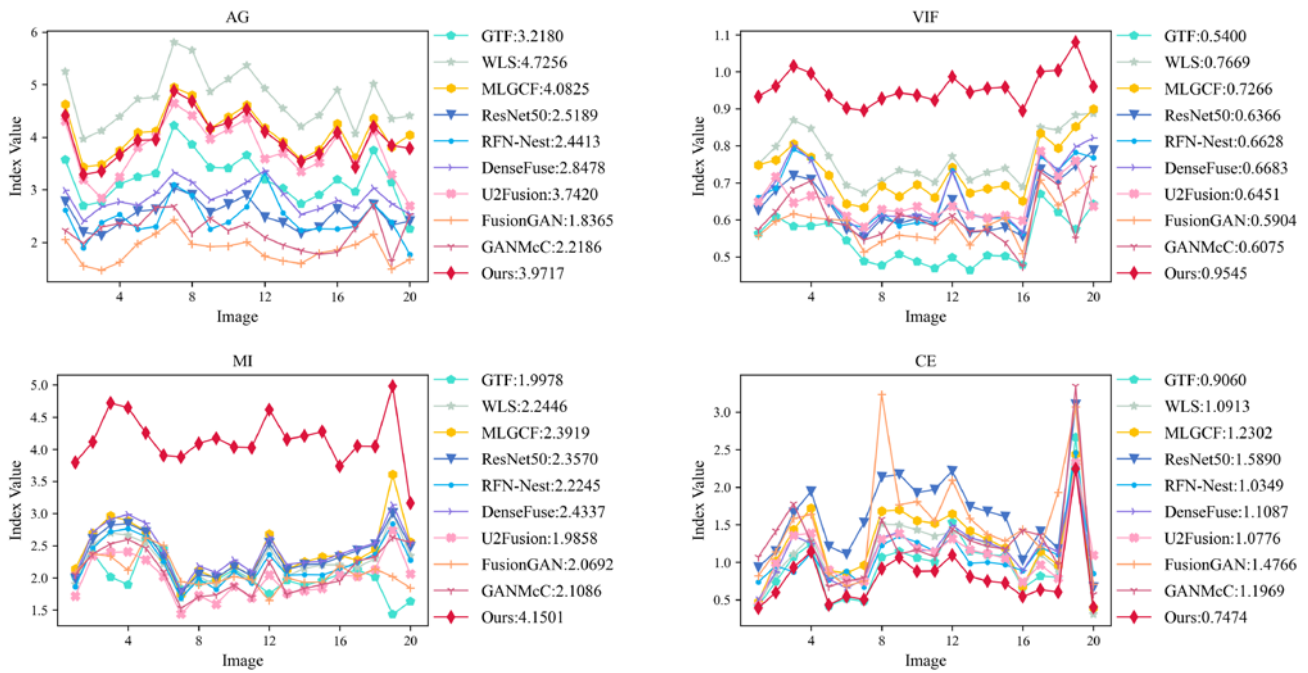 AG
Index Value
6
5
4
3
2
4
8
12
16
20
Image
GTF:3.2180
WLS:4.7256
MLGCF:4.0825
ResNet50:2.5189
RFN-Nest:2.4413
DenseFuse:2.8478
U2Fusion:3.7420
FusionGAN:1.8365
GANMcC:2.2186
Ours:3.9717
VIF
Index Value
1.1
1.0
0.9
0.8
0.7
0.6
0.5
4
8
12
16
20
Image
GTF:0.5400
WLS:0.7669
MLGCF:0.7266
ResNet50:0.6366
RFN-Nest:0.6628
DenseFuse:0.6683
U2Fusion:0.6451
FusionGAN:0.5904
GANMcC:0.6075
Ours:0.9545
MI
Index Value
5.0
4.5
4.0
3.5
3.0
2.5
2.0
1.5
4
8
12
16
20
Image
GTF:1.9978
WLS:2.2446
MLGCF:2.3919
ResNet50:2.3570
RFN-Nest:2.2245
DenseFuse:2.4337
U2Fusion:1.9858
FusionGAN:2.0692
GANMcC:2.1086
Ours:4.1501
CE
Index Value
3.0
2.5
2.0
1.5
1.0
0.5
4
8
12
16
20
Image
GTF:0.9060
WLS:1.0913
MLGCF:1.2302
ResNet50:1.5890
RFN-Nest:1.0349
DenseFuse:1.1087
U2Fusion:1.0776
FusionGAN:1.4766
GANMcC:1.1969
Ours:0.7474